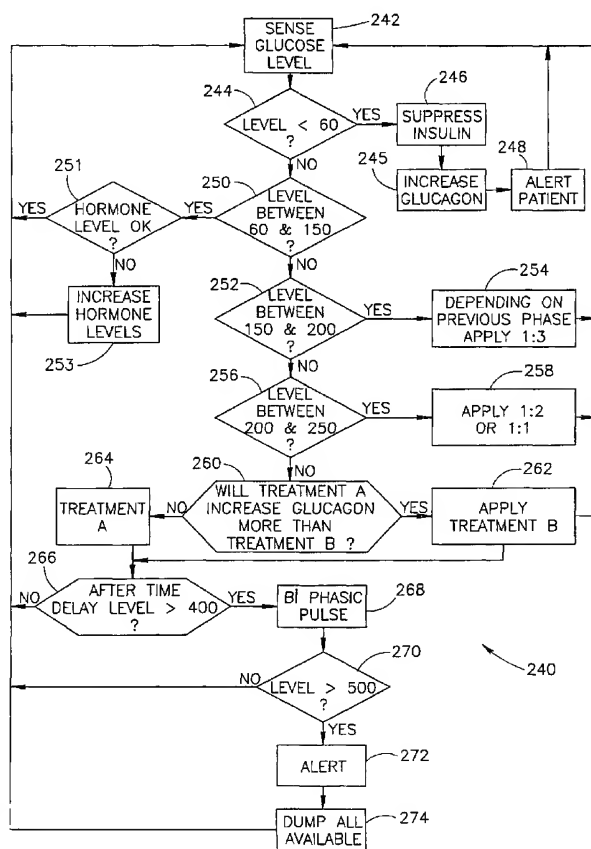 242
SENSE
GLUCOSE
LEVEL
244
LEVEL < 60
?
YES
NO
246
SUPPRESS
INSULIN
245
INCREASE
GLUCAGON
248
ALERT
PATIENT
251
HORMONE
LEVEL OK
?
YES
NO
250
LEVEL
BETWEEN
60 & 150
?
YES
NO
INCREASE
HORMONE
LEVELS
253
252
LEVEL
BETWEEN
150 & 200
?
YES
NO
254
DEPENDING ON
PREVIOUS PHASE
APPLY 1:3
256
LEVEL
BETWEEN
200 & 250
?
YES
NO
258
APPLY 1:2
OR 1:1
260
WILL TREATMENT A
INCREASE GLUCAGON
MORE THAN
TREATMENT B ?
NO
YES
264
TREATMENT
A
262
APPLY
TREATMENT B
266
AFTER TIME
DELAY LEVEL > 400
?
NO
YES
268
BI PHASIC
PULSE
270
LEVEL > 500
?
NO
YES
240
272
ALERT
274
DUMP ALL
AVAILABLE